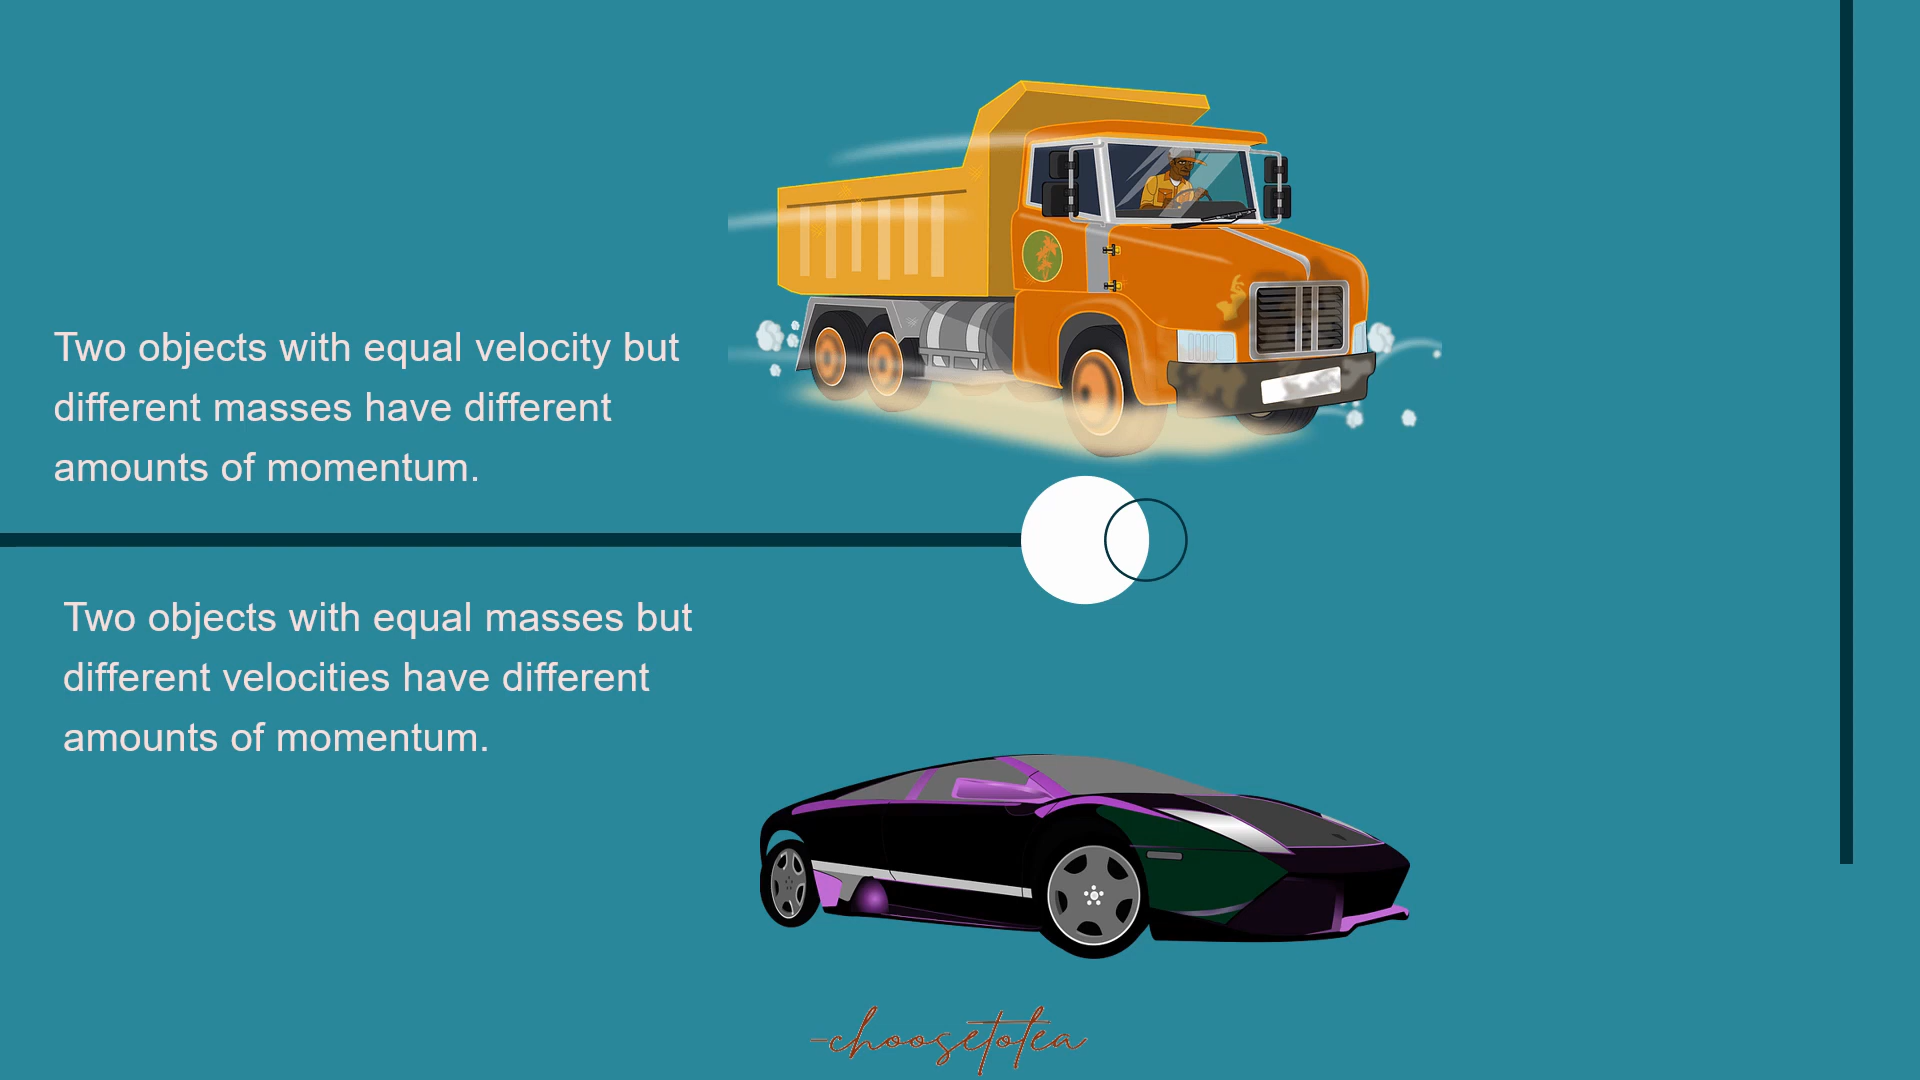 Two objects with equal velocity but
different masses have different
amounts of momentum.
Two objects with equal masses but
different velocities have different
amounts of momentum.
-choosetotea